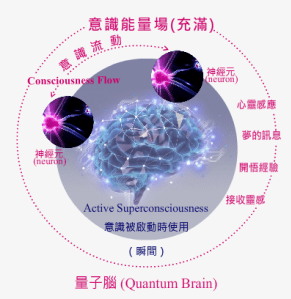 意識能量場(充滿)
意識流動
Consciousness Flow
神經元
(neuron)
神經元
(neuron)
心靈感應
夢的訊息
開悟經驗
接收靈感
Active Superconsciousness
意識被啟動時使用
(瞬間)
量子腦 (Quantum Brain)